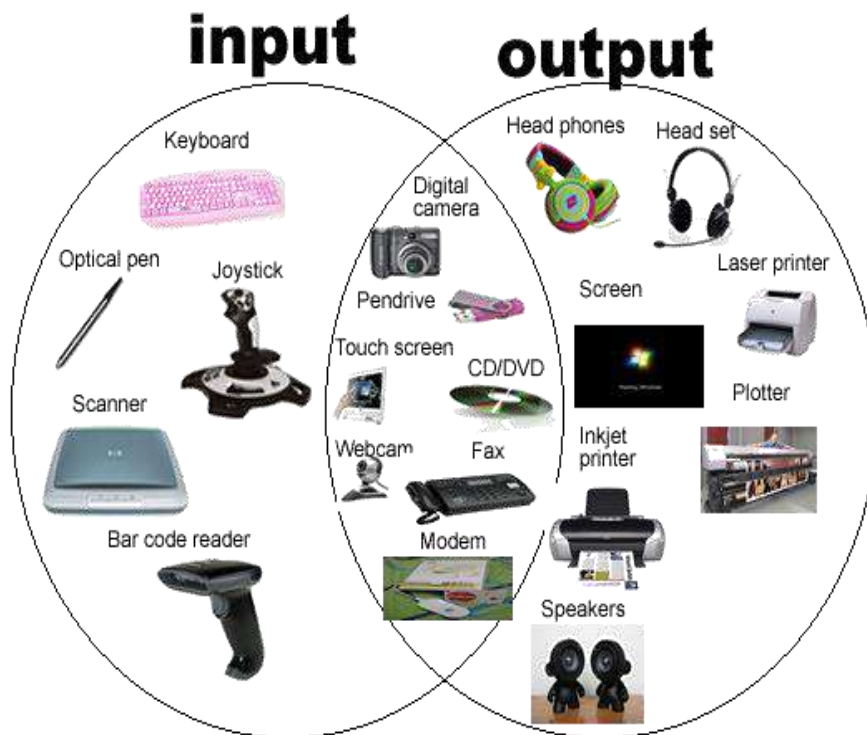 input
output
Keyboard
Head phones
Head set
Digital
camera
Optical pen
Joystick
Laser printer
Screen
Pendrive
Touch screen
CD/DVD
Plotter
Scanner
Webcam
Fax
Inkjet
printer
Bar code reader
Modem
Speakers